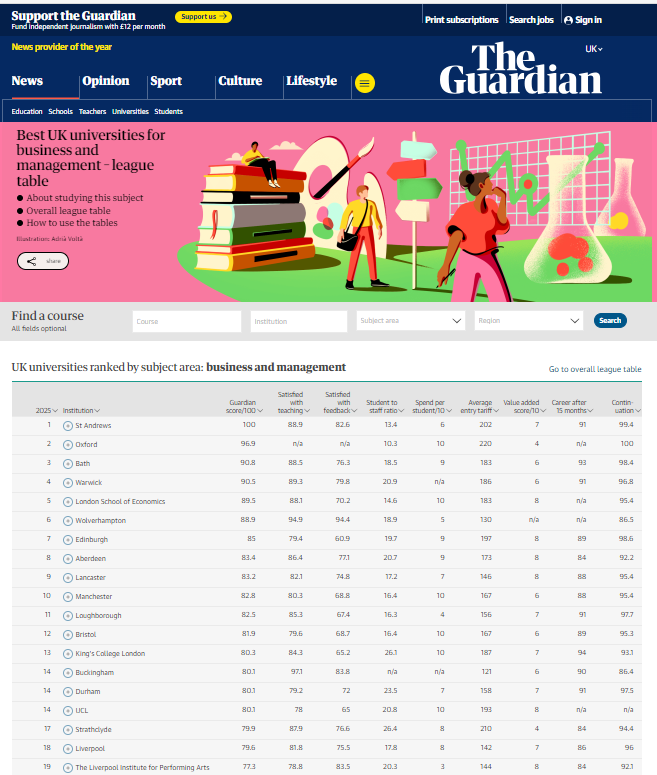 Support the Guardian
Fund independent journalism with £12 per month
Support us →
Print subscriptions
Search jobs
Sign in
News provider of the year
The Guardian
UK
News
Opinion
Sport
Culture
Lifestyle
Education Schools Teachers Universities Students
Best UK universities for
business and
management – league
table
● About studying this subject
● Overall league table
● How to use the tables
Illustration: Adrià Voltà
share
Find a course
All fields optional
Course
Institution
Subject area
Region
Search
UK universities ranked by subject area: business and management
Go to overall league table
2025 Institution Guardian score/100 Satisfied with teaching Satisfied with feedback Student to staff ratio Spend per student/10 Average entry tariff Value added score/10 Career after 15 months Contin-uation
1 St Andrews 100 88.9 82.6 13.4 6 202 7 91 99.4
2 Oxford 96.9 n/a n/a 10.3 10 220 4 n/a 100
3 Bath 90.8 88.5 76.3 18.5 9 183 6 93 98.4
4 Warwick 90.5 89.3 79.8 20.9 n/a 186 6 91 96.8
5 London School of Economics 89.5 88.1 70.2 14.6 10 183 8 n/a 95.4
6 Wolverhampton 88.9 94.9 94.4 18.9 5 130 n/a n/a 86.5
7 Edinburgh 85 79.4 60.9 19.7 9 197 8 89 98.6
8 Aberdeen 83.4 86.4 77.1 20.7 9 173 8 84 92.2
9 Lancaster 83.2 82.1 74.8 17.2 7 146 8 88 95.4
10 Manchester 82.8 80.3 68.8 16.4 10 167 6 88 95.4
11 Loughborough 82.5 85.3 67.4 16.3 4 156 7 91 97.7
12 Bristol 81.9 79.6 68.7 16.4 10 167 6 89 95.3
13 King's College London 80.3 84.3 65.2 26.1 10 187 7 94 93.1
14 Buckingham 80.1 97.1 83.8 n/a n/a 121 6 90 86.4
14 Durham 80.1 79.2 72 23.5 7 158 7 91 97.5
14 UCL 80.1 78 65 20.8 10 193 8 n/a n/a
17 Strathclyde 79.9 87.9 76.6 26.4 8 210 4 84 94.4
18 Liverpool 79.6 81.8 75.5 17.8 8 142 7 86 96
19 The Liverpool Institute for Performing Arts 77.3 78.8 83.5 20.3 3 144 8 84 92.1